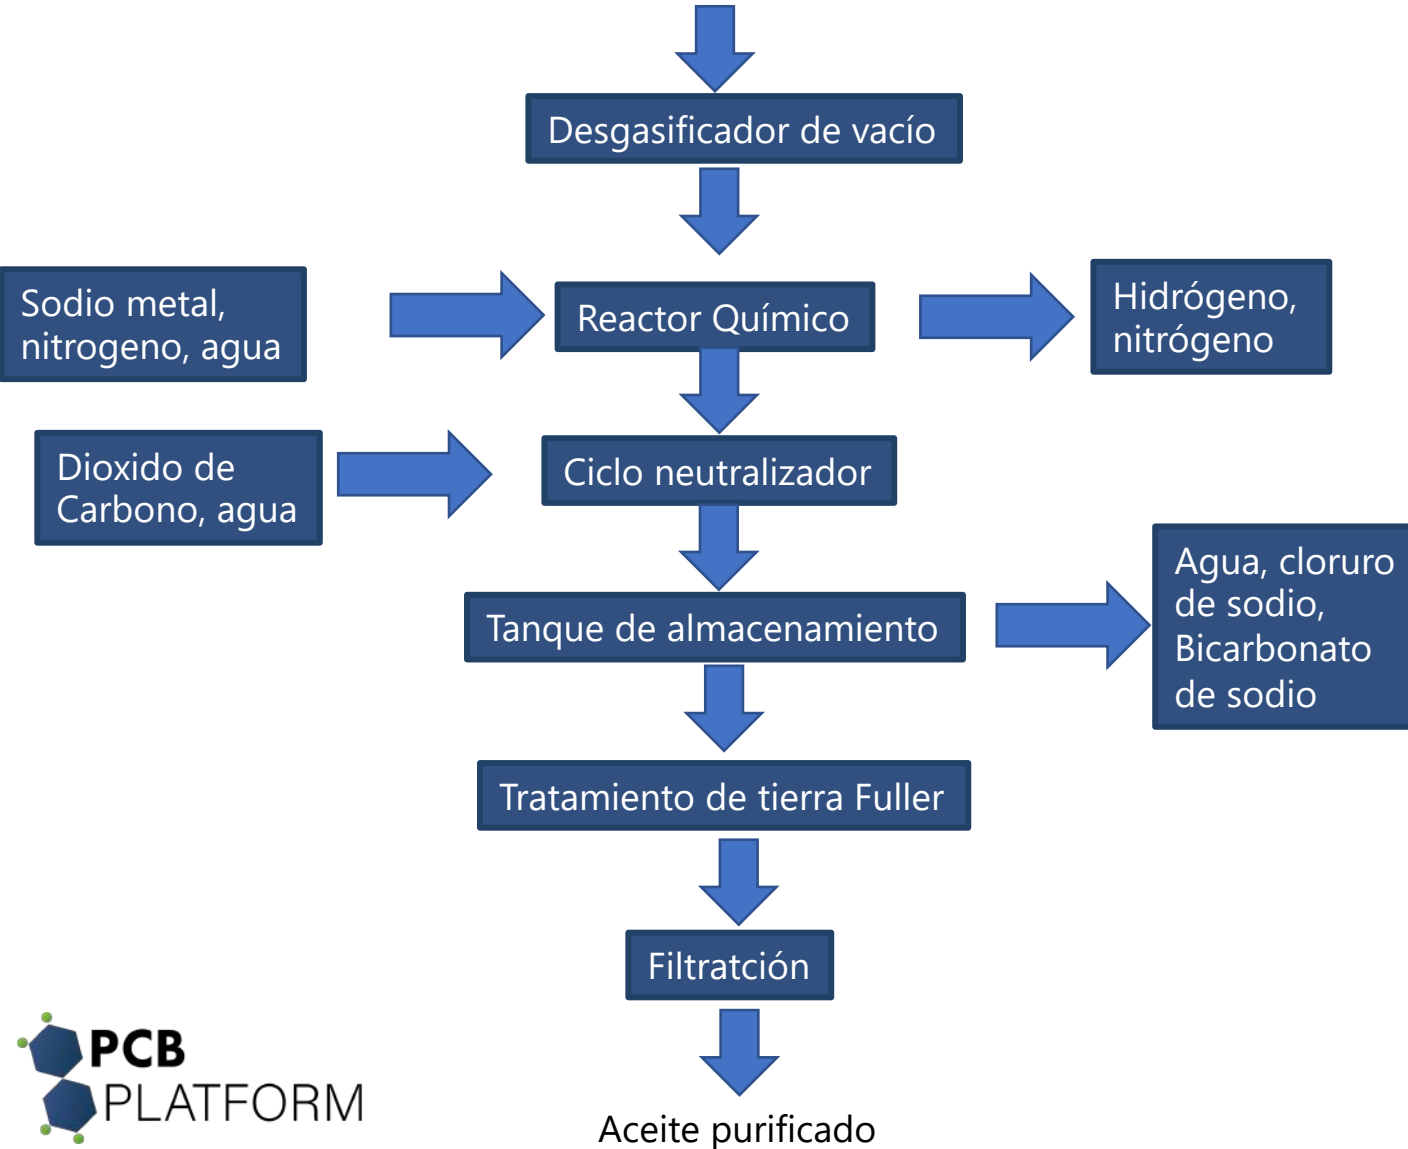 Desgasificador de vacío
Sodio metal,
nitrogeno, agua
Reactor Químico
Hidrógeno,
nitrógeno
Dioxido de
Carbono, agua
Ciclo neutralizador
Tanque de almacenamiento
Agua, cloruro
de sodio,
Bicarbonato
de sodio
Tratamiento de tierra Fuller
Filtratción
PCB
PLATFORM
Aceite purificado